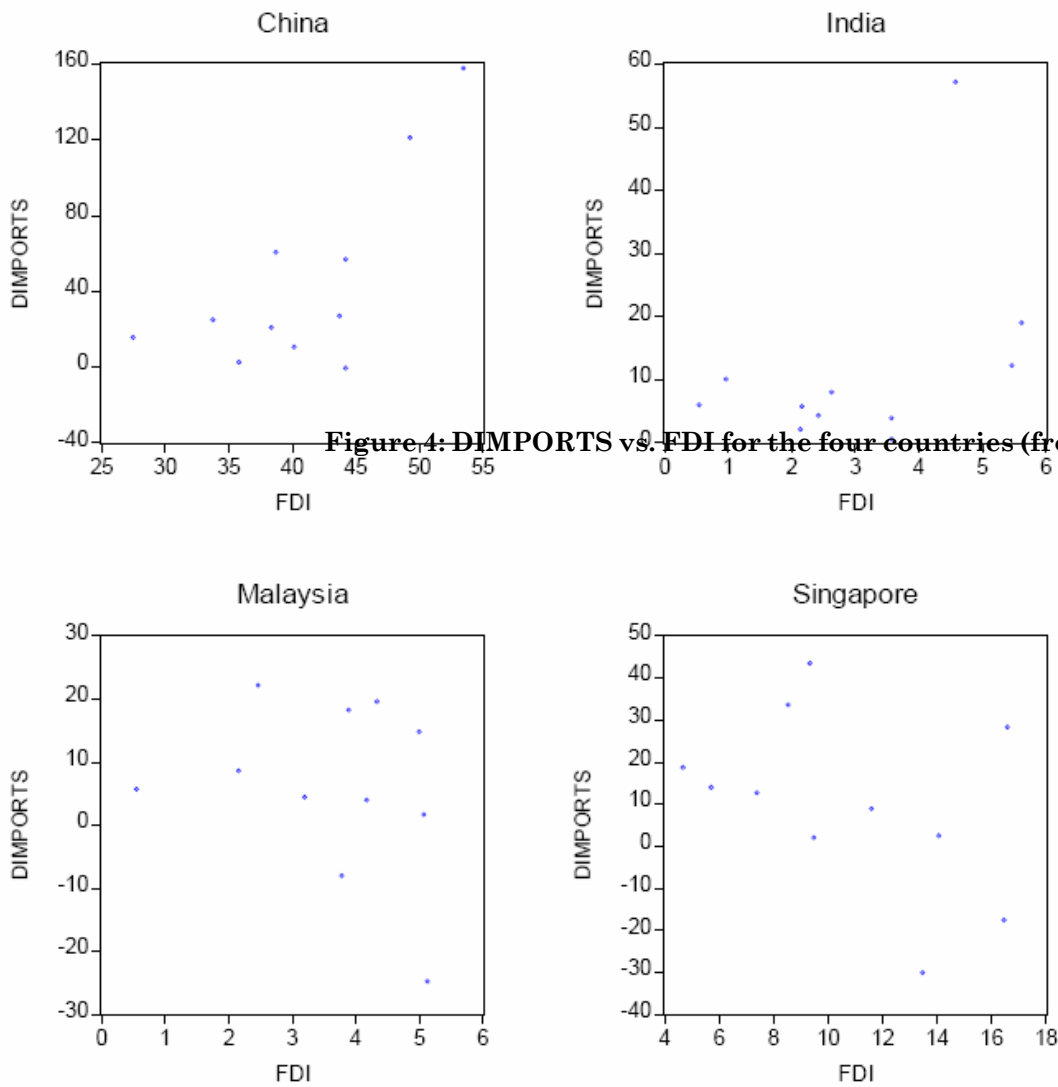 China
160
120
80
40
0
-40
DIMPORTS
25 30 35 40 45 50 55
FDI
India
60
50
40
30
20
10
0
DIMPORTS
0 1 2 3 4 5 6
FDI
Figure 4: DIMPORTS vs. FDI for the four countries
Malaysia
30
20
10
0
-10
-20
-30
DIMPORTS
0 1 2 3 4 5 6
FDI
Singapore
50
40
30
20
10
0
-10
-20
-30
-40
DIMPORTS
4 6 8 10 12 14 16 18
FDI